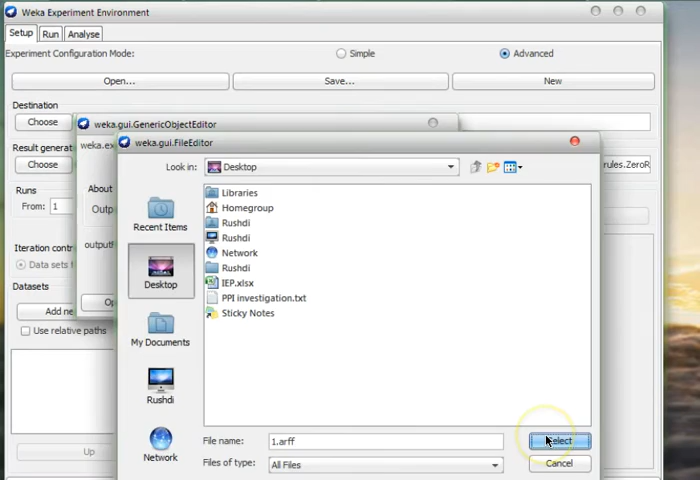 Weka Experiment Environment
Setup Run Analyse
Experiment Configuration Mode: Simple Advanced
Open... Save... New
Destination
Choose
weka.gui.GenericObjectEditor
Result generat
weka.ex
Choose
rules.ZeroR
weka.gui.FileEditor
Look in: Desktop
Runs
From: 1
About
Outp
Iteration contr
Data sets f
outputF
Datasets
Add ne
Op
Use relative paths
Up
Recent Items
Desktop
My Documents
Rushdi
Network
Libraries
Homegroup
Rushdi
Rushdi
Network
Rushdi
IEP.xlsx
PPI investigation.txt
Sticky Notes
File name: 1.arff
Select
Files of type: All Files
Cancel